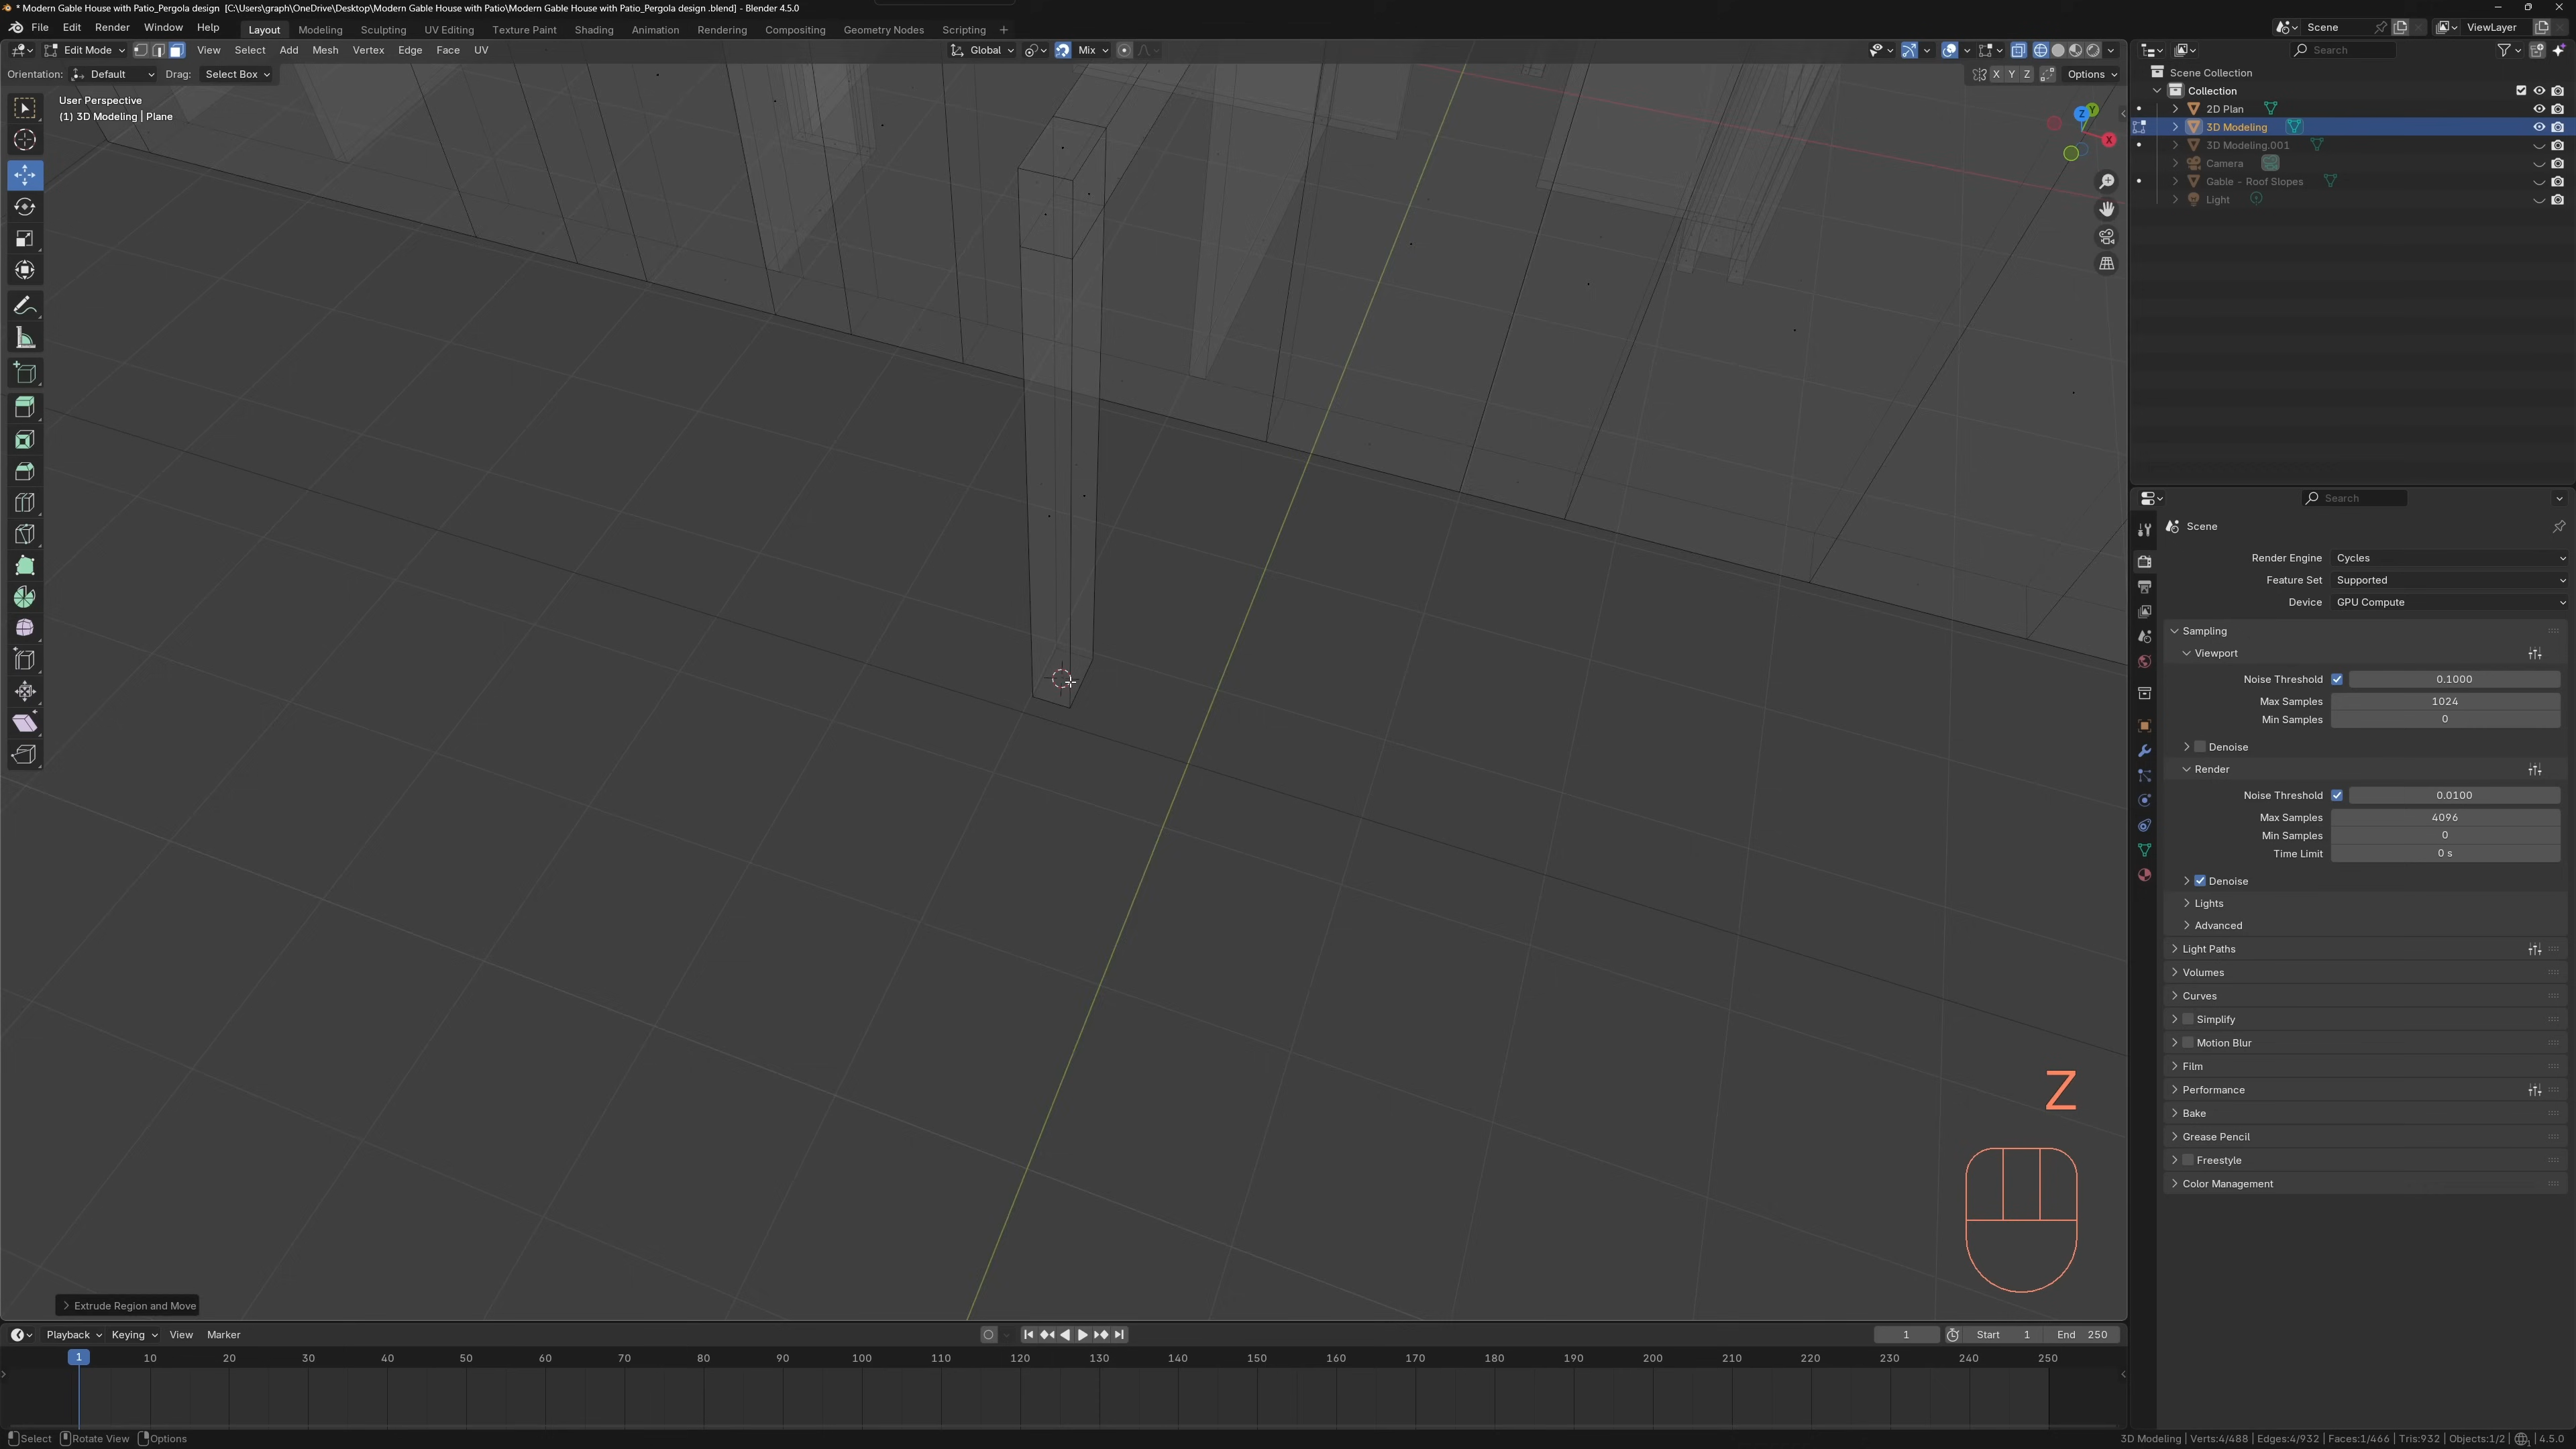 * Modern Gable House with Patio_Pergola design [C:\Users\graph\OneDrive\Desktop\Modern Gable House with Patio\Modern Gable House with Patio_Pergola design .blend] - Blender 4.5.0
File Edit Render Window Help Layout Modeling Sculpting UV Editing Texture Paint Shading Animation Rendering Compositing Geometry Nodes Scripting + Scene ViewLayer
Edit Mode View Select Add Mesh Vertex Edge Face UV Global Mix Search
Orientation: Default Drag: Select Box X Y Z Options
User Perspective
(1) 3D Modeling | Plane
Scene Collection
Collection
2D Plan
3D Modeling
3D Modeling.001
Camera
Gable - Roof Slopes
Light
Z
Y
X
Search
Scene
Render Engine Cycles
Feature Set Supported
Device GPU Compute
Sampling
Viewport
Noise Threshold 0.1000
Max Samples 1024
Min Samples 0
Denoise
Render
Noise Threshold 0.0100
Max Samples 4096
Min Samples 0
Time Limit 0 s
Denoise
Lights
Advanced
Light Paths
Volumes
Curves
Simplify
Motion Blur
Film
Performance
Bake
Grease Pencil
Freestyle
Color Management
Z
Extrude Region and Move
Playback Keying View Marker 1 Start 1 End 250
1 10 20 30 40 50 60 70 80 90 100 110 120 130 140 150 160 170 180 190 200 210 220 230 240 250
Select Rotate View Options 3D Modeling | Verts:4/488 | Edges:4/932 | Faces:1/466 | Tris:932 | Objects:1/2 | 4.5.0